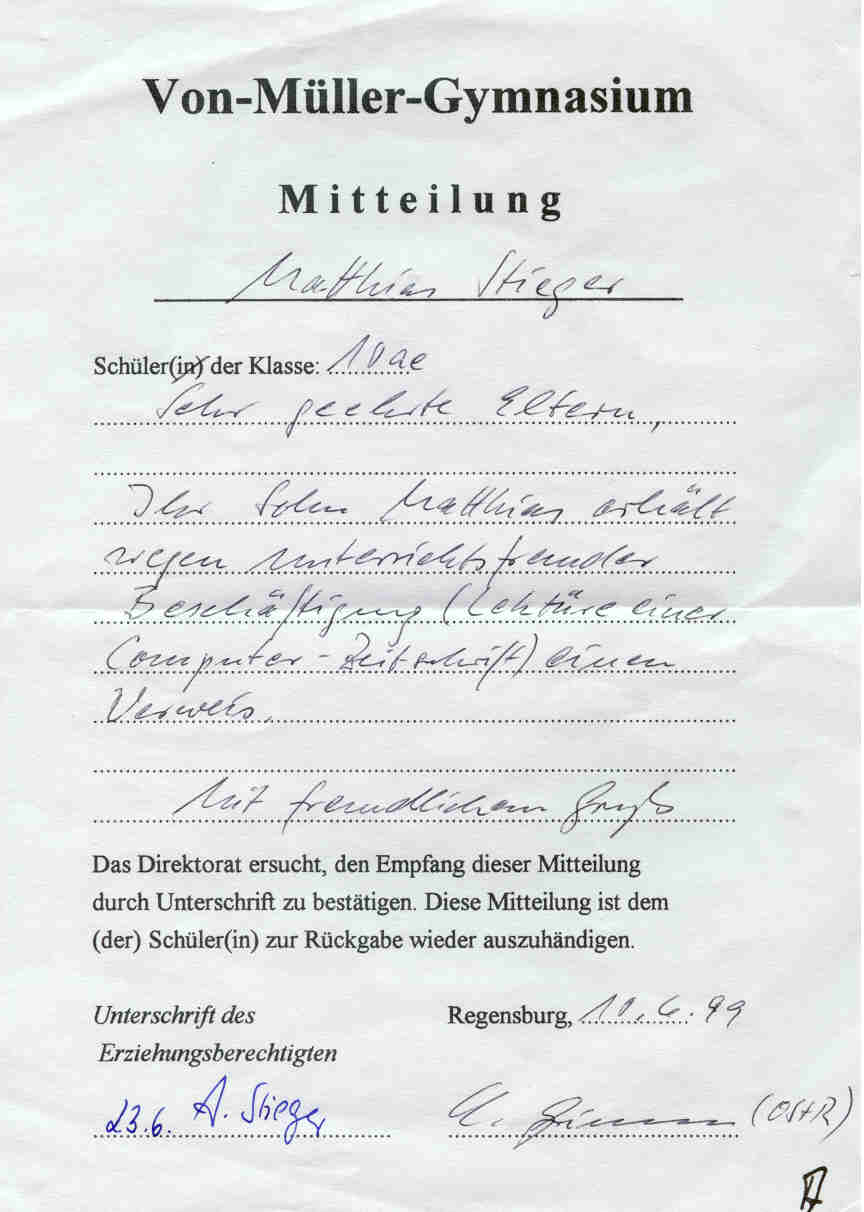 Von-Müller-Gymnasium
Mitteilung
Matthias Stieger
Schüler(in) der Klasse: 10ae
Sehr geehrte Eltern,
Ihr Sohn Matthias erhält
wegen unterrichtsfremder
Beschäftigung (Lektüre einer
Computer-Zeitschrift) einen
Verweis.
Mit freundlichem Gruß
Das Direktorat ersucht, den Empfang dieser Mitteilung
durch Unterschrift zu bestätigen. Diese Mitteilung ist dem
(der) Schüler(in) zur Rückgabe wieder auszuhändigen.
Unterschrift des
Erziehungsberechtigten
Regensburg, 10.6.99
23.6. A. Stieger
(OStR)